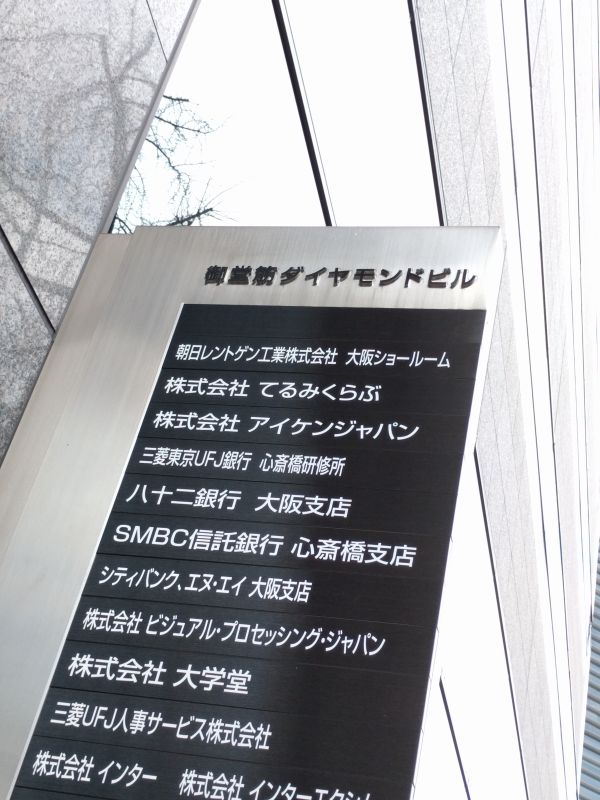 御堂筋ダイヤモンドビル
朝日レントゲン工業株式会社 大阪ショールーム
株式会社 てるみくらぶ
株式会社 アイケンジャパン
三菱東京UFJ銀行 心斎橋研修所
八十二銀行 大阪支店
SMBC信託銀行 心斎橋支店
シティバンク、エヌ・エイ 大阪支店
株式会社 ビジュアル・プロセッシング・ジャパン
株式会社 大学堂
三菱UFJ人事サービス株式会社
株式会社 インター 株式会社 インターエクシ